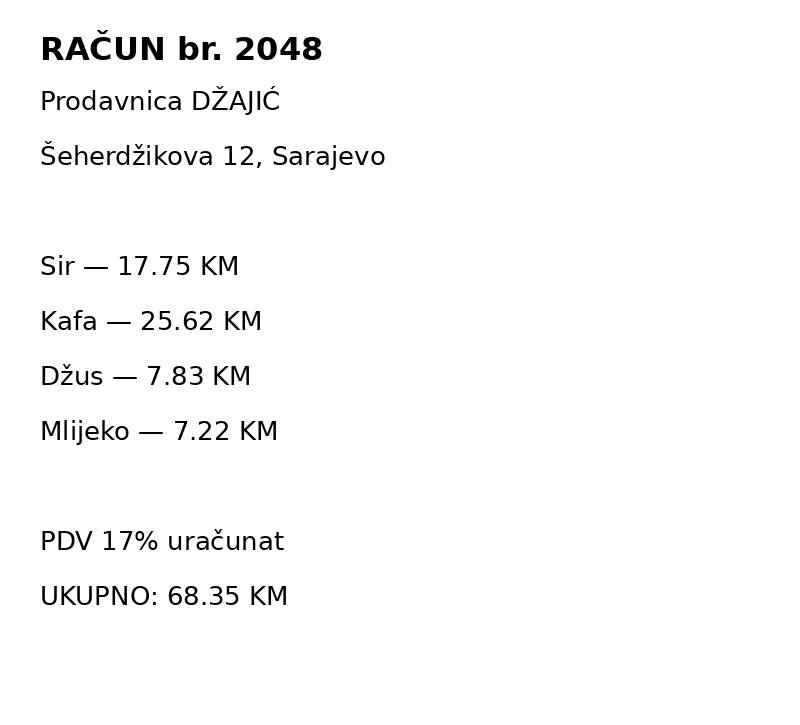 RAČUN br. 2048
Prodavnica DŽAJIĆ
Šeherdžikova 12, Sarajevo
Sir — 17.75 KM
Kafa — 25.62 KM
Džus — 7.83 KM
Mlijeko — 7.22 KM
PDV 17% uračunat
UKUPNO: 68.35 KM